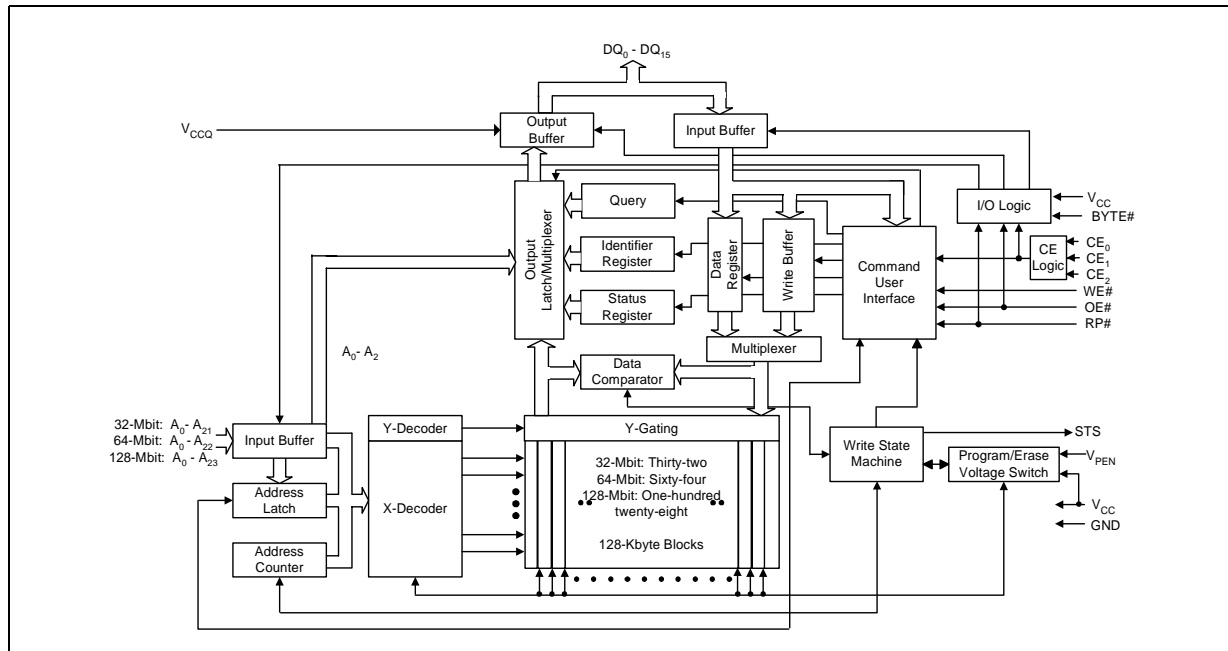 DQ0 - DQ15
VCCQ
Output
Buffer
Input Buffer
Output
Latch/Multiplexer
Query
Identifier
Register
Status
Register
Data
Register
Write Buffer
Command
User
Interface
I/O Logic
CE
Logic
VCC
BYTE#
CE0
CE1
CE2
WE#
OE#
RP#
Multiplexer
Data
Comparator
A0- A2
32-Mbit: A0- A21
64-Mbit: A0 - A22
128-Mbit: A0 - A23
Input Buffer
Address
Latch
Address
Counter
Y-Decoder
X-Decoder
Y-Gating
32-Mbit: Thirty-two
64-Mbit: Sixty-four
128-Mbit: One-hundred
twenty-eight
128-Kbyte Blocks
Write State
Machine
Program/Erase
Voltage Switch
STS
VPEN
VCC
GND